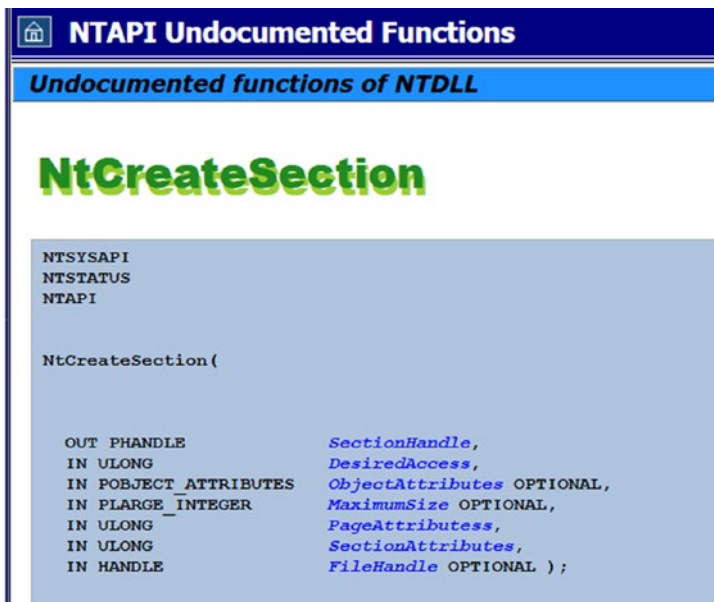 NTAPI Undocumented Functions
Undocumented functions of NTDLL
NtCreateSection
NTSYSAPI
NTSTATUS
NTAPI
NtCreateSection(
OUT PHANDLE SectionHandle,
IN ULONG DesiredAccess,
IN POBJECT_ATTRIBUTES ObjectAttributes OPTIONAL,
IN PLARGE_INTEGER MaximumSize OPTIONAL,
IN ULONG PageAttributess,
IN ULONG SectionAttributes,
IN HANDLE FileHandle OPTIONAL );